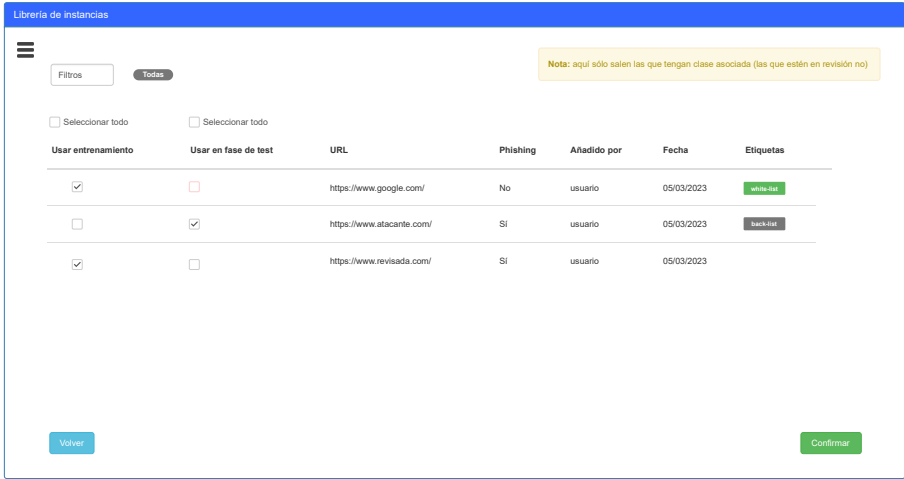 Librería de instancias
Filtros
Todas
Nota: aquí sólo salen las que tengan clase asociada (las que estén en revisión no)
Seleccionar todo Seleccionar todo
Usar entrenamiento Usar en fase de test URL Phishing Añadido por Fecha Etiquetas
https://www.google.com/ No usuario 05/03/2023 white-list
https://www.atacante.com/ Sí usuario 05/03/2023 back-list
https://www.revisada.com/ Sí usuario 05/03/2023
Volver Confirmar